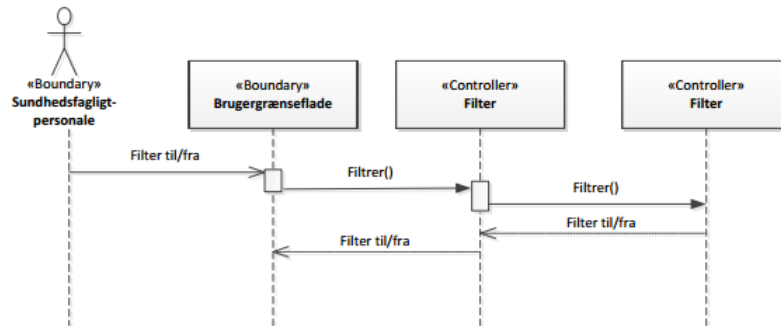 «Boundary»
Sundhedsfagligt-
personale
«Boundary»
Brugergrænseflade
«Controller»
Filter
«Controller»
Filter
Filter til/fra
Filtrer()
Filtrer()
Filter til/fra
Filter til/fra